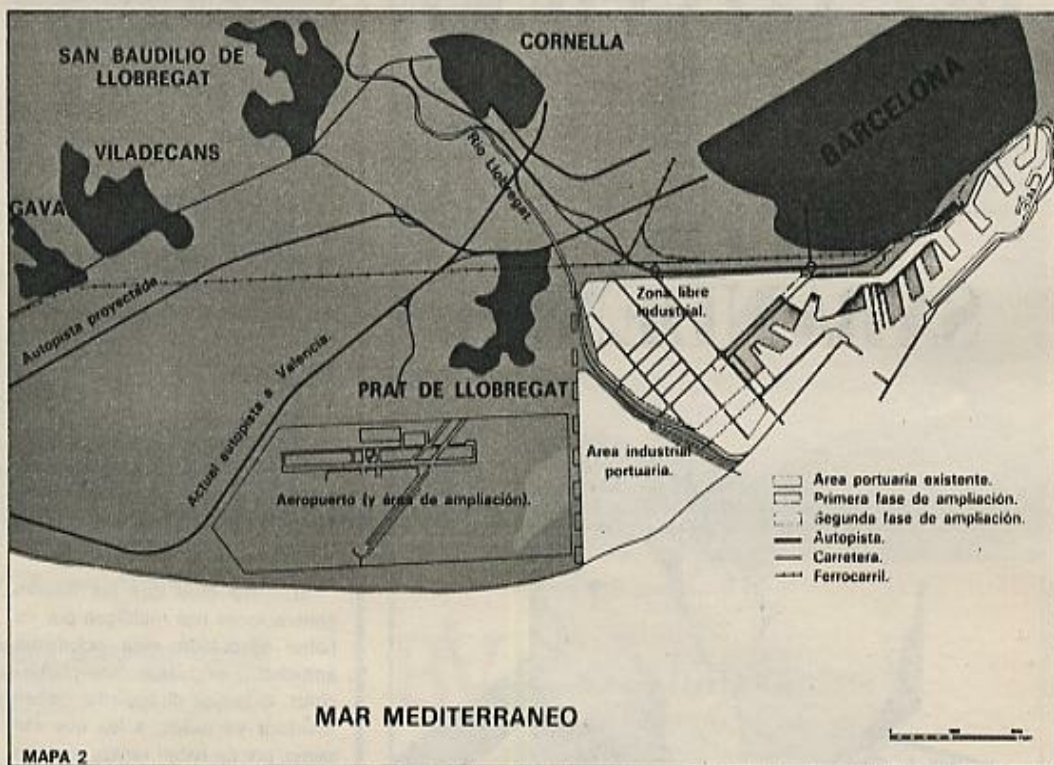 SAN BAUDILIO DE
LLOBREGAT
CORNELLA
BARCELONA
VILADECANS
GAVA
Rio Llobregat
Zona libre
industrial.
Autopista proyectada
Actual autopista a Valencia.
PRAT DE LLOBREGAT
Area industrial
portuaria.
Aeropuerto (y área de ampliación).
Area portuaria existente.
Primera fase de ampliación.
Segunda fase de ampliación.
Autopista.
Carretera.
Ferrocarril.
MAR MEDITERRANEO
MAPA 2